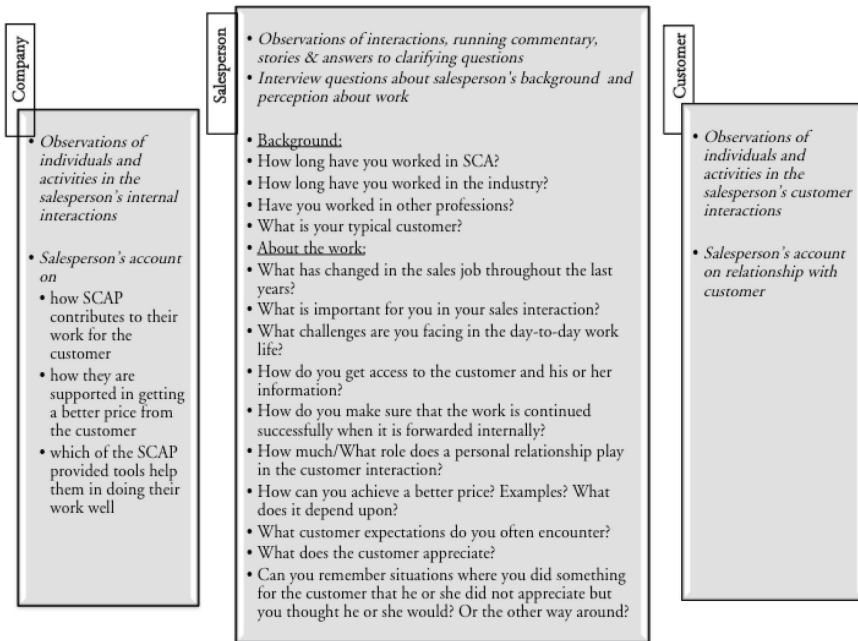 Company
• Observations of
individuals and
activities in the
salesperson's internal
interactions
• Salesperson's account
on
• how SCAP
contributes to their
work for the
customer
• how they are
supported in getting
a better price from
the customer
• which of the SCAP
provided tools help
them in doing their
work well
Salesperson
• Observations of interactions, running commentary,
stories & answers to clarifying questions
• Interview questions about salesperson's background and
perception about work
• Background:
• How long have you worked in SCA?
• How long have you worked in the industry?
• Have you worked in other professions?
• What is your typical customer?
• About the work:
• What has changed in the sales job throughout the last
years?
• What is important for you in your sales interaction?
• What challenges are you facing in the day-to-day work
life?
• How do you get access to the customer and his or her
information?
• How do you make sure that the work is continued
successfully when it is forwarded internally?
• How much/What role does a personal relationship play
in the customer interaction?
• How can you achieve a better price? Examples? What
does it depend upon?
• What customer expectations do you often encounter?
• What does the customer appreciate?
• Can you remember situations where you did something
for the customer that he or she did not appreciate but
you thought he or she would? Or the other way around?
Customer
• Observations of
individuals and
activities in the
salesperson's customer
interactions
• Salesperson's account
on relationship with
customer